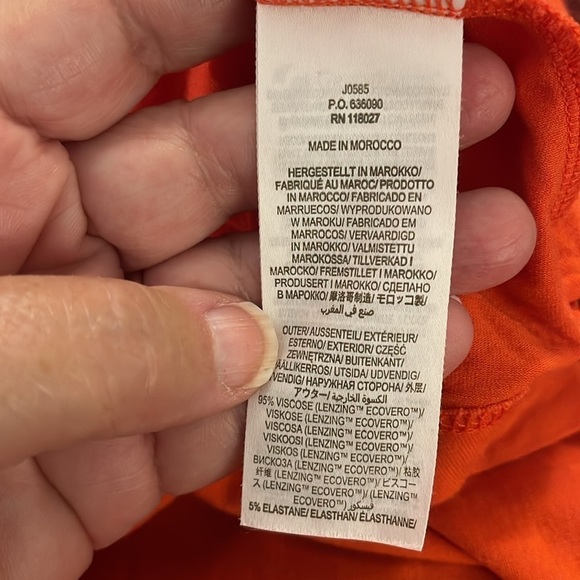 J0585
P.O. 636090
RN 118027
MADE IN MOROCCO
HERGESTELLT IN MAROKKO/
FABRIQUÉ AU MAROC/ PRODOTTO
IN MAROCCO/ FABRICADO EN
MARRUECOS/ WYPRODUKOWANO
W MAROKU/ FABRICADO EM
MARROCOS/ VERVAARDIGD
IN MAROKKO/ VALMISTETTU
MAROKOSSA/ TILLVERKAD I
MAROCKO/ FREMSTILLET I MAROKKO/
PRODUSERT I MAROKKO/ СДЕЛАНО
В МАРОККО/ 摩洛哥制造/ モロッコ製/
صنع في المغرب
OUTER/ AUSSENTEIL/ EXTÉRIEUR/
ESTERNO/ EXTERIOR/ CZĘŚĆ
ZEWNĘTRZNA/ BUITENKANT/
ÄÄLLIKERROS/ UTSIDA/ UDVENDIG/
VENDIG/ НАРУЖНАЯ СТОРОНА/ 外层/
アウター/ الكسوة الخارجية/
95% VISCOSE (LENZING™ ECOVERO™)/
VISKOSE (LENZING™ ECOVERO™)/
VISCOSA (LENZING™ ECOVERO™)/
VISKOOSI (LENZING™ ECOVERO™)/
VISKOS (LENZING™ ECOVERO™)/
ВИСКОЗА (LENZING™ ECOVERO™)/ 粘胶
纤维 (LENZING™ ECOVERO™)/ ビスコー
ス (LENZING™ ECOVERO™)/ (LENZING™
ECOVERO™) فيسكوز/
5% ELASTANE/ ELASTHAN/ ÉLASTHANNE/